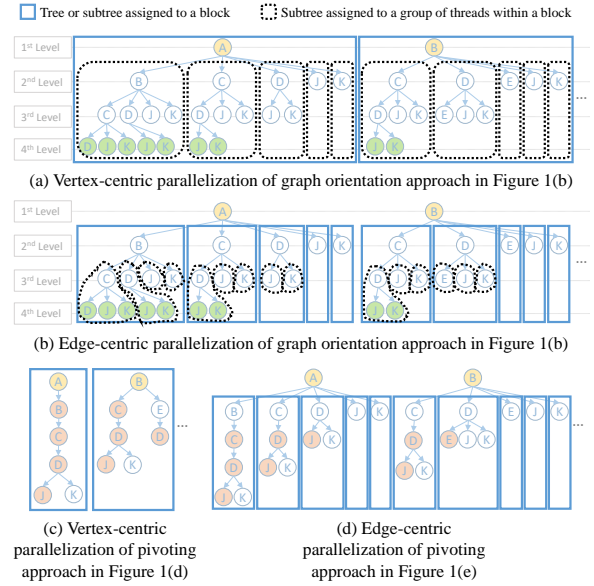 Tree or subtree assigned to a block Subtree assigned to a group of threads within a block
1st Level A B
2nd Level B C D J K C D E J K
3rd Level C D J K D J K J K D J K E J K
...
4th Level D J K J K J K J K
(a) Vertex-centric parallelization of graph orientation approach in Figure 1(b)
1st Level A B
2nd Level B C D J K C D E J K
...
3rd Level C D J K D J K J K D J K E J K
4th Level D J K J K J K J K
(b) Edge-centric parallelization of graph orientation approach in Figure 1(b)
A B A B
B C E B C D J K C D E J K
...
C D D C D J K D E J K
D J K D J K J K
J K J K
(c) Vertex-centric
parallelization of pivoting
approach in Figure 1(d)
(d) Edge-centric
parallelization of pivoting
approach in Figure 1(e)